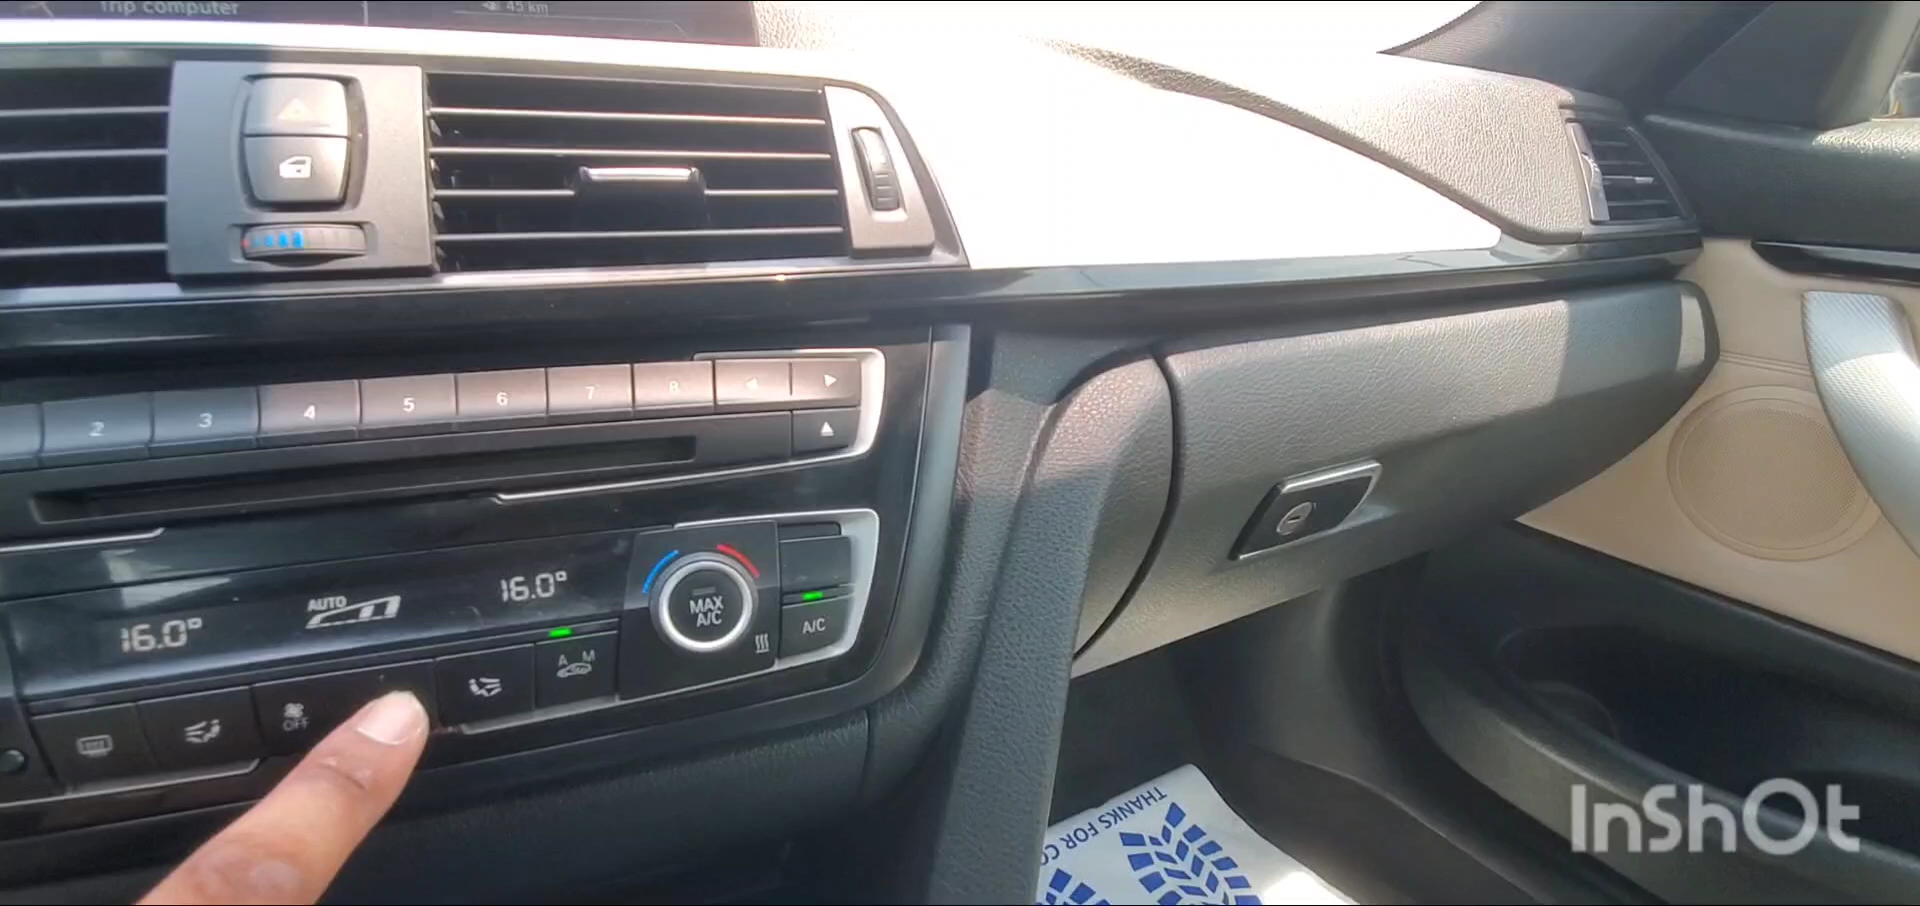 Trip computer
45 km
2 3 4 5 6 7 8
16.0° AUTO 16.0°
MAX
A/C
A/C
A M
OFF
THANKS FOR
InShOt